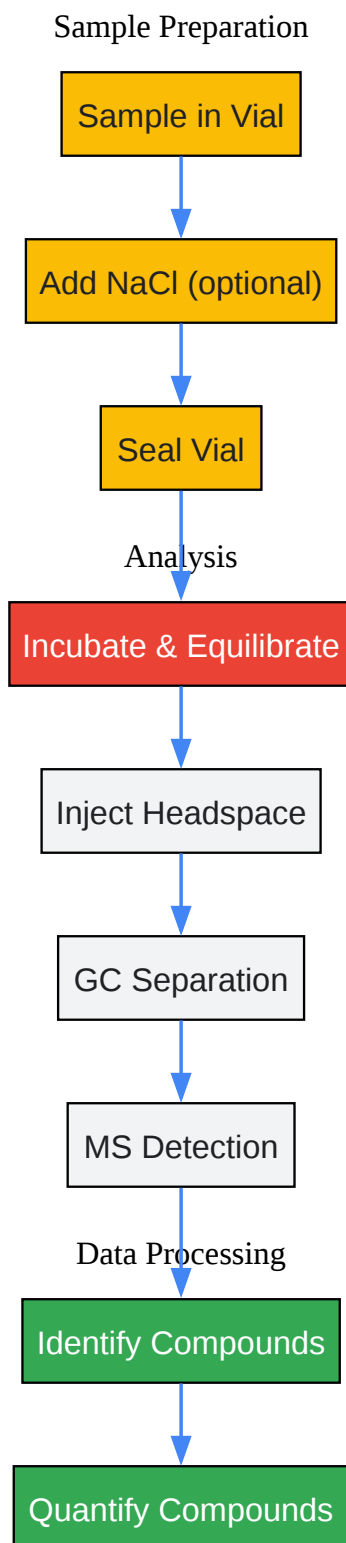 Sample Preparation
Sample in Vial
Add NaCl (optional)
Seal Vial
Analysis
Incubate & Equilibrate
Inject Headspace
GC Separation
MS Detection
Data Processing
Identify Compounds
Quantify Compounds